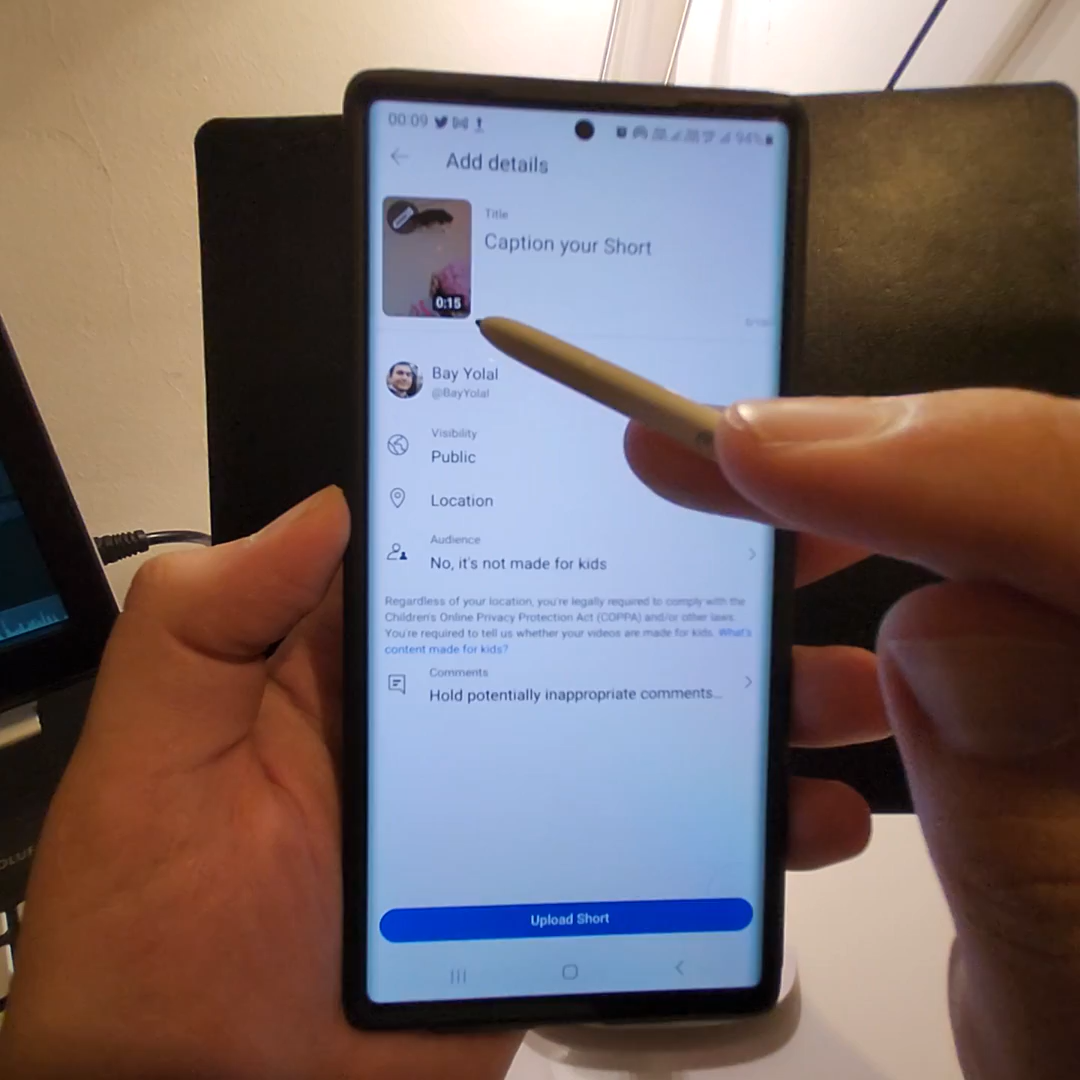 00:09
94%
Add details
Title
Caption your Short
0:15
Bay Yolal
@BayYolal
Visibility
Public
Location
Audience
No, it's not made for kids
Regardless of your location, you're legally required to comply with the
Children's Online Privacy Protection Act (COPPA) and/or other laws.
You're required to tell us whether your videos are made for kids. What's
content made for kids?
Comments
Hold potentially inappropriate comments...
Upload Short